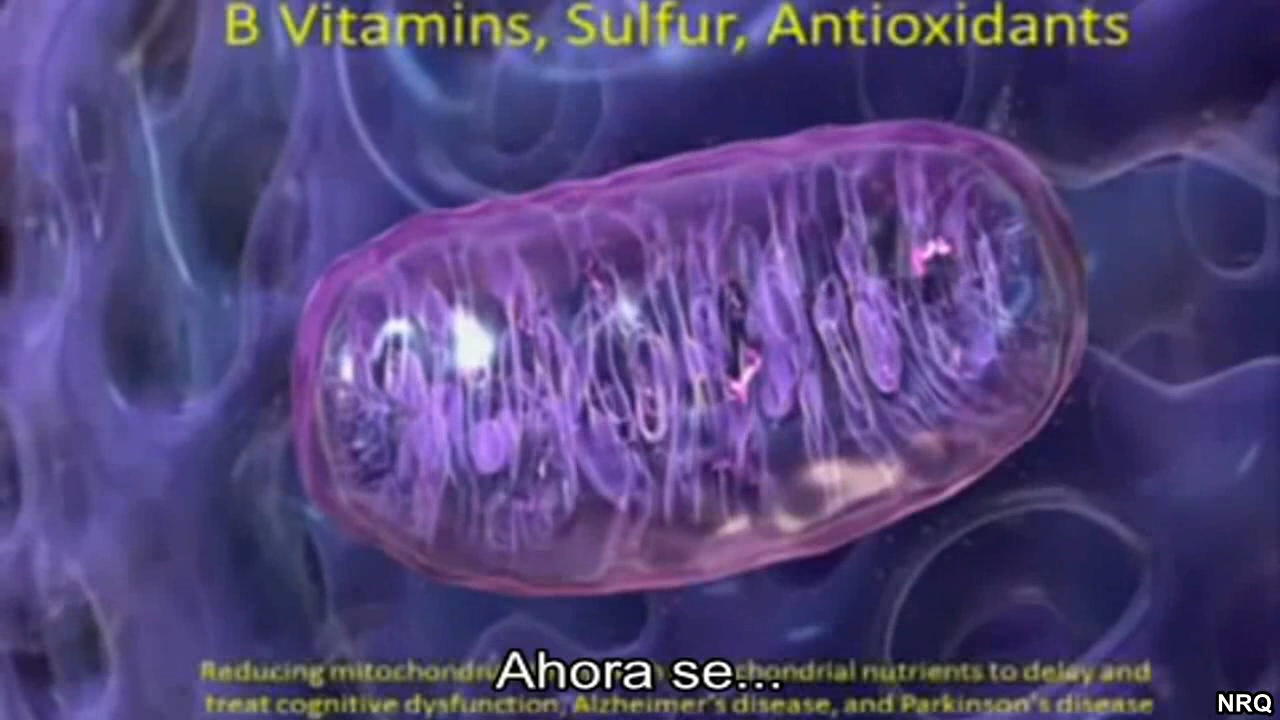 B Vitamins, Sulfur, Antioxidants
Reducing mitochondri chondrial nutrients to delay and
Ahora se...
treat cognitive dysfunction, Alzheimer's disease, and Parkinson's disease
NRQ